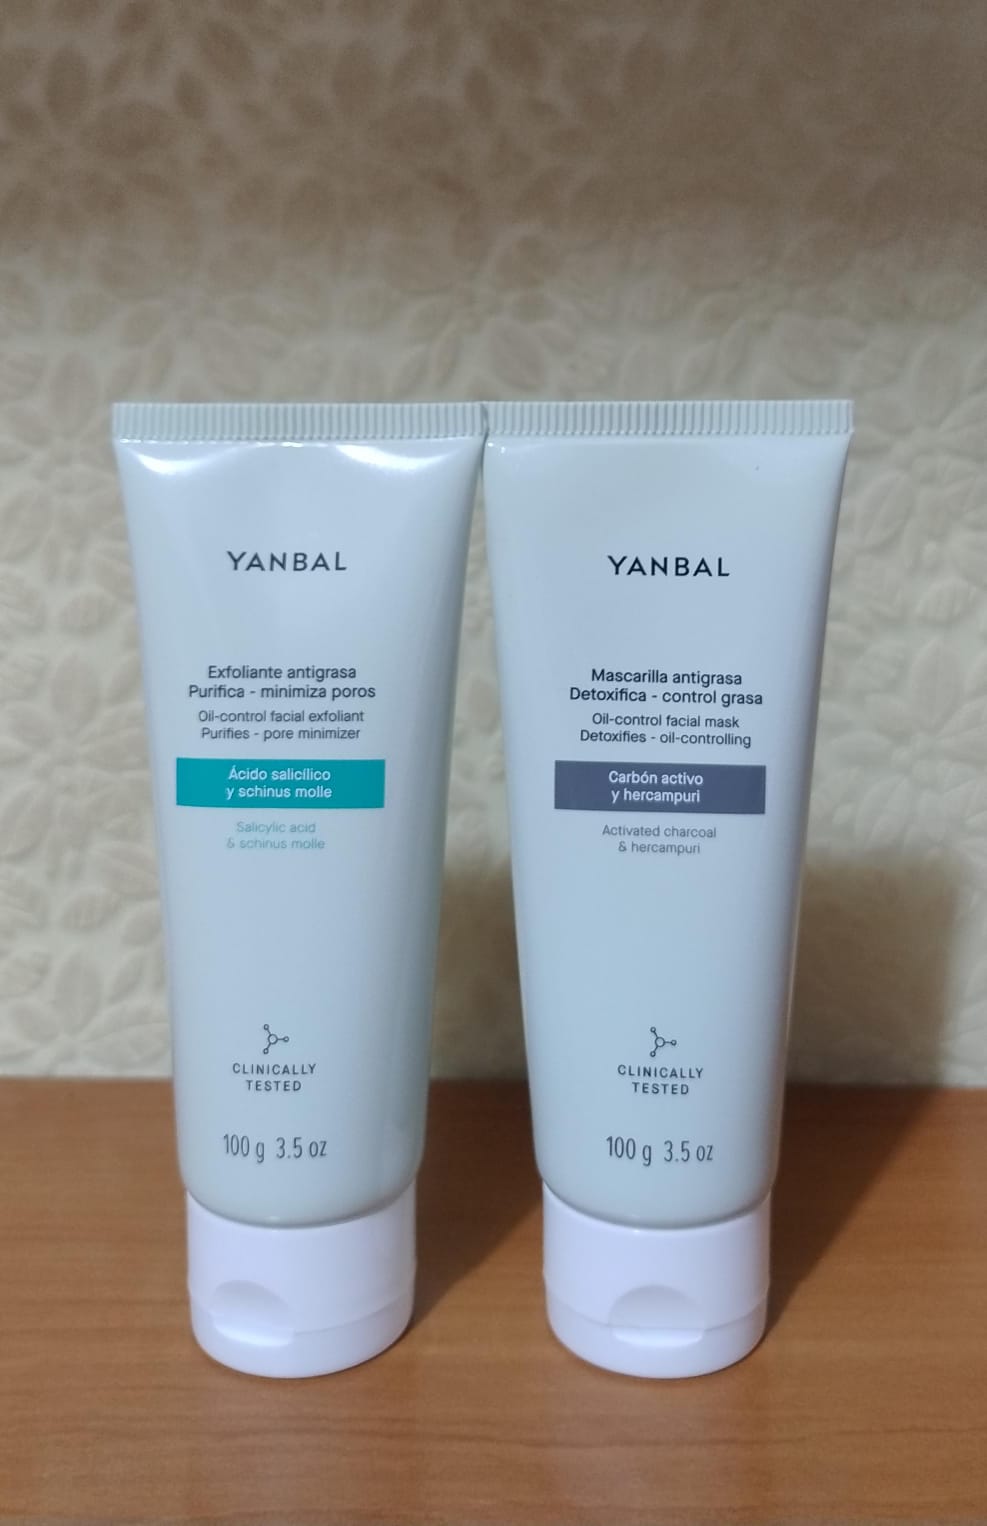 YANBAL
Exfoliante antigrasa
Purifica - minimiza poros
Oil-control facial exfoliant
Purifies - pore minimizer
Ácido salicílico
y schinus molle
Salicylic acid
& schinus molle
CLINICALLY
TESTED
100 g 3.5 oz
YANBAL
Mascarilla antigrasa
Detoxifica - control grasa
Oil-control facial mask
Detoxifies - oil-controlling
Carbón activo
y hercampuri
Activated charcoal
& hercampuri
CLINICALLY
TESTED
100 g 3.5 oz